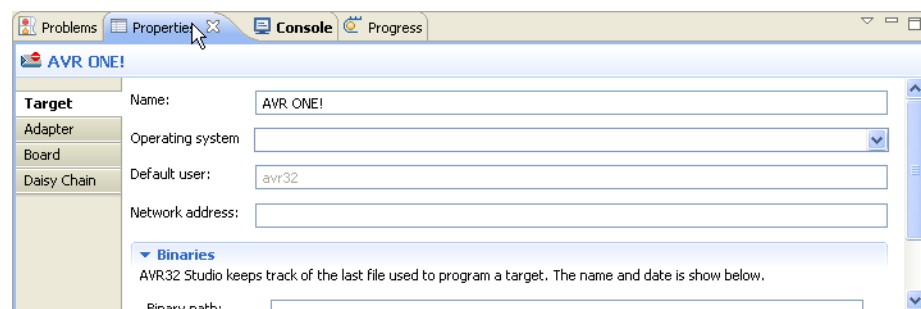 Problems Properties Console Progress
AVR ONE!
Target
Adapter
Board
Daisy Chain
Name: AVR ONE!
Operating system
Default user: avr32
Network address:
Binaries
AVR32 Studio keeps track of the last file used to program a target. The name and date is show below.
Binary path: